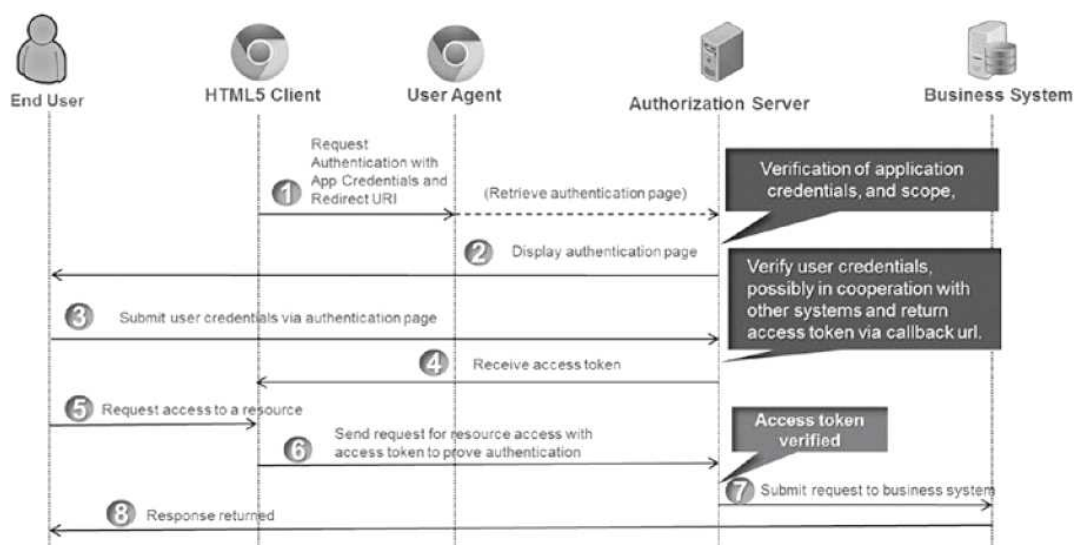 End User
HTML5 Client
User Agent
Authorization Server
Business System
Request
Authentication with
App Credentials and
Redirect URI
1
(Retrieve authentication page)
Verification of application
credentials, and scope,
2
Display authentication page
Verify user credentials,
possibly in cooperation with
other systems and return
access token via callback url.
3
Submit user credentials via authentication page
4
Receive access token
5
Request access to a resource
6
Send request for resource access with
access token to prove authentication
Access token
verified
7
Submit request to business system
8
Response returned